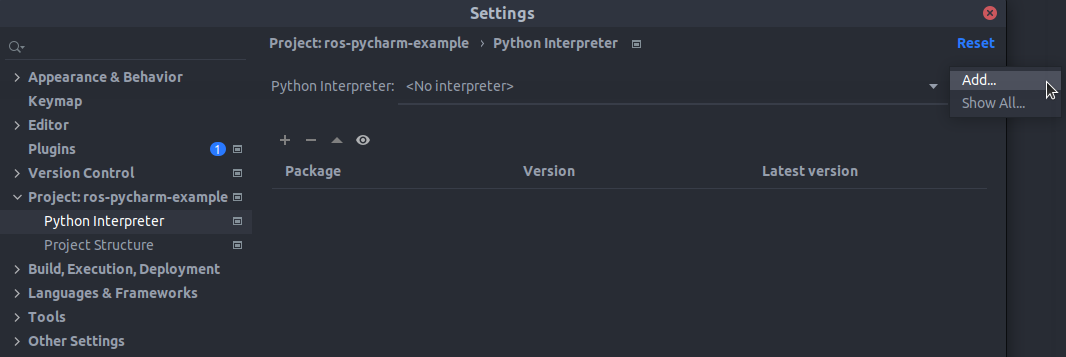 Settings
Project: ros-pycharm-example › Python Interpreter
Reset
Appearance & Behavior
Python Interpreter: <No interpreter>
Add...
Show All...
Keymap
Editor
Plugins
1
Version Control
Package Version Latest version
Project: ros-pycharm-example
Python Interpreter
Project Structure
Build, Execution, Deployment
Languages & Frameworks
Tools
Other Settings